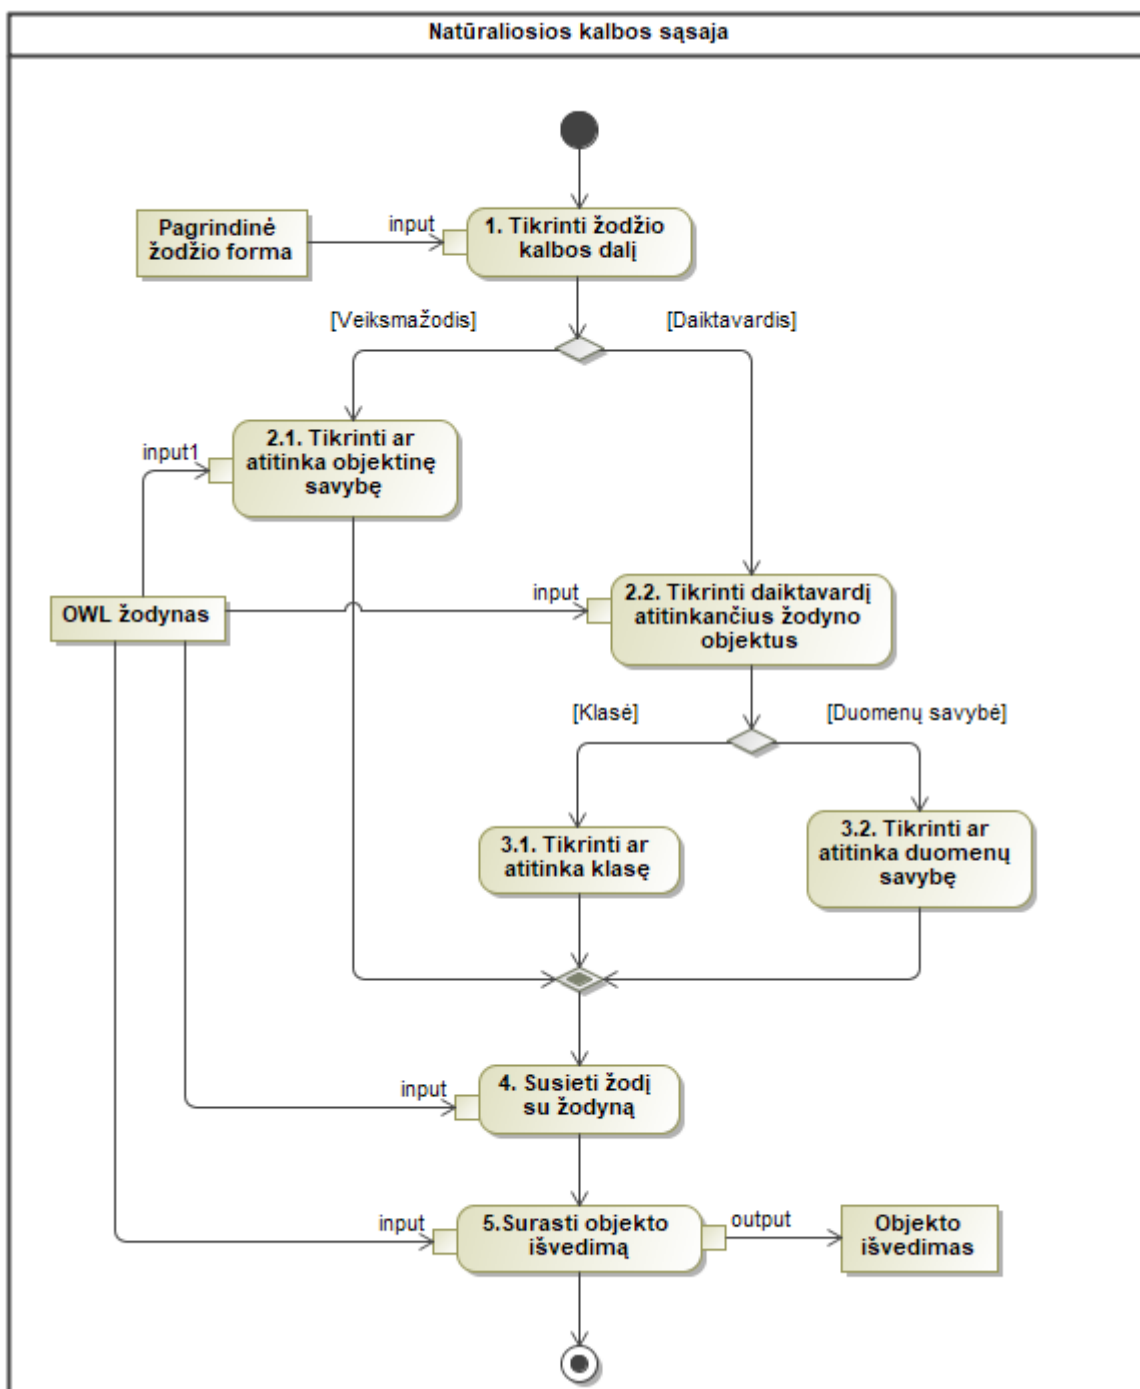 Natūraliosios kalbos sąsaja
Pagrindinė
žodžio forma
input
1. Tikrinti žodžio
kalbos dalį
[Veiksmažodis]
[Daiktavardis]
input1
2.1. Tikrinti ar
atitinka objektinę
savybę
OWL žodynas
input
2.2. Tikrinti daiktavardį
atitinkančius žodyno
objektus
[Klasė]
[Duomenų savybė]
3.1. Tikrinti ar
atitinka klasę
3.2. Tikrinti ar
atitinka duomenų
savybę
input
4. Susieti žodį
su žodyną
input
5.Surasti objekto
išvedimą
output
Objekto
išvedimas